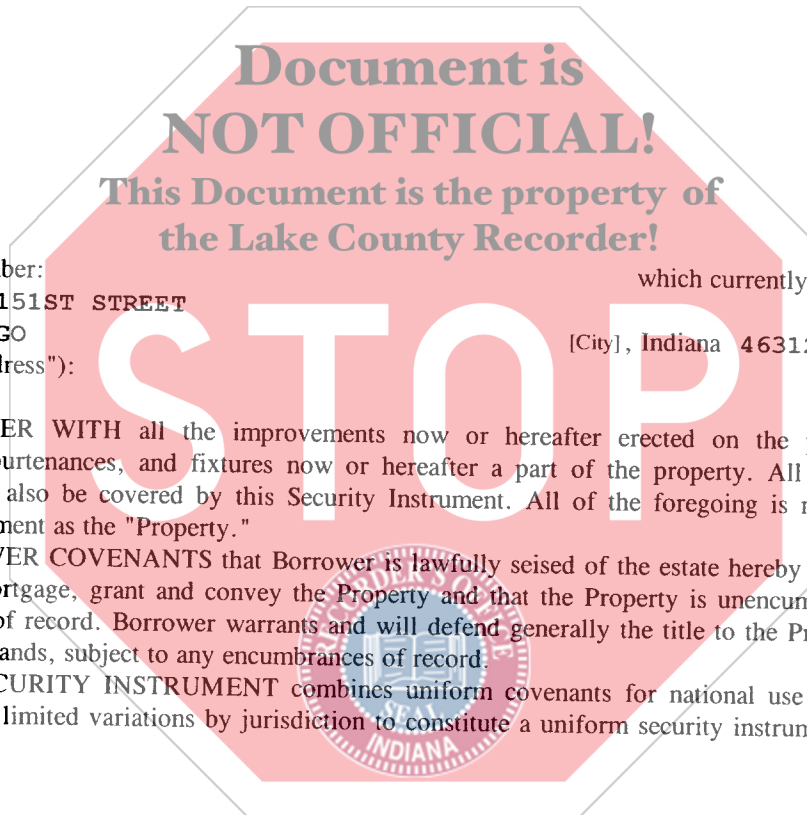 Document is
NOT OFFICIAL!
This Document is the property of
the Lake County Recorder!
ber:
which currently
151ST STREET
GO
[City], Indiana 4631
dress"):
STOP
ER WITH all the improvements now or hereafter erected on the
urtenances, and fixtures now or hereafter a part of the property. All
also be covered by this Security Instrument. All of the foregoing is
ment as the "Property."
VER COVENANTS that Borrower is lawfully seised of the estate hereby
rtgage, grant and convey the Property and that the Property is unencum
of record. Borrower warrants and will defend generally the title to the Pr
ands, subject to any encumbrances of record.
CURITY INSTRUMENT combines uniform covenants for national use
limited variations by jurisdiction to constitute a uniform security instrum
RECORDER'S OFFICE
SEAL
INDIANA